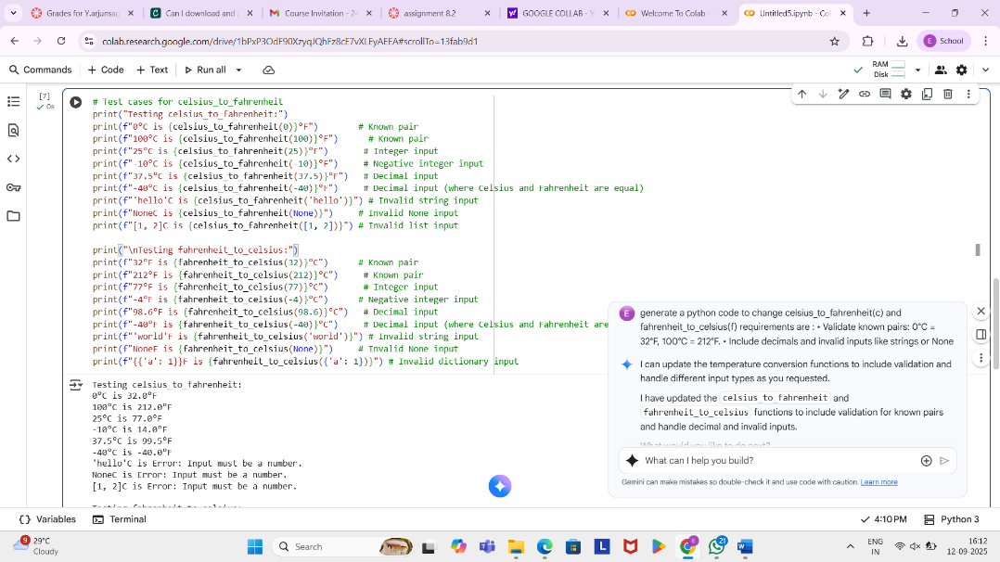 Grades for Y.arjunsag
Can I download and
Course Invitation - 24
assignment 8.2
GOOGLE COLLAB - Y
Welcome To Colab -
Untitled5.ipynb - Col
colab.research.google.com/drive/1bPxP3OdF90XzyqJQhFz8cE7vXLEyAEEA#scrollTo=13fab9d1
E School
Commands
+ Code
+ Text
Run all
RAM
Disk
[7]
0s
# Test cases for celsius_to_fahrenheit
print("Testing celsius_to_fahrenheit:")
print(f"0°C is {celsius_to_fahrenheit(0)}°F") # Known pair
print(f"100°C is {celsius_to_fahrenheit(100)}°F") # Known pair
print(f"25°C is {celsius_to_fahrenheit(25)}°F") # Integer input
print(f"-10°C is {celsius_to_fahrenheit(-10)}°F") # Negative integer input
print(f"37.5°C is {celsius_to_fahrenheit(37.5)}°F") # Decimal input
print(f"-40°C is {celsius_to_fahrenheit(-40)}°F") # Decimal input (where Celsius and Fahrenheit are equal)
print(f"'hello'C is {celsius_to_fahrenheit('hello')}") # Invalid string input
print(f"NoneC is {celsius_to_fahrenheit(None)}") # Invalid None input
print(f"[1, 2]C is {celsius_to_fahrenheit([1, 2])}") # Invalid list input
print("\nTesting fahrenheit_to_celsius:")
print(f"32°F is {fahrenheit_to_celsius(32)}°C") # Known pair
print(f"212°F is {fahrenheit_to_celsius(212)}°C") # Known pair
print(f"77°F is {fahrenheit_to_celsius(77)}°C") # Integer input
print(f"-4°F is {fahrenheit_to_celsius(-4)}°C") # Negative integer input
print(f"98.6°F is {fahrenheit_to_celsius(98.6)}°C") # Decimal input
print(f"-40°F is {fahrenheit_to_celsius(-40)}°C") # Decimal input (where Celsius and Fahrenheit are
print(f"'world'F is {fahrenheit_to_celsius('world')}") # Invalid string input
print(f"NoneF is {fahrenheit_to_celsius(None)}") # Invalid None input
print(f"{{'a': 1}}F is {fahrenheit_to_celsius({'a': 1})}") # Invalid dictionary input
Testing celsius_to_fahrenheit:
0°C is 32.0°F
100°C is 212.0°F
25°C is 77.0°F
-10°C is 14.0°F
37.5°C is 99.5°F
-40°C is -40.0°F
'hello'C is Error: Input must be a number.
NoneC is Error: Input must be a number.
[1, 2]C is Error: Input must be a number.
Testing fahrenheit_to_celsius:
E
generate a python code to change celsius_to_fahrenheit(c) and
fahrenheit_to_celsius(f) requirements are : • Validate known pairs: 0°C =
32°F, 100°C = 212°F. • Include decimals and invalid inputs like strings or None
I can update the temperature conversion functions to include validation and
handle different input types as you requested.
I have updated the celsius_to_fahrenheit and
fahrenheit_to_celsius functions to include validation for known pairs
and handle decimal and invalid inputs.
What would you like to do next?
What can I help you build?
Gemini can make mistakes so double-check it and use code with caution. Learn more
Variables
Terminal
4:10 PM
Python 3
9
29°C
Cloudy
Search
21
ENG
IN
16:12
12-09-2025